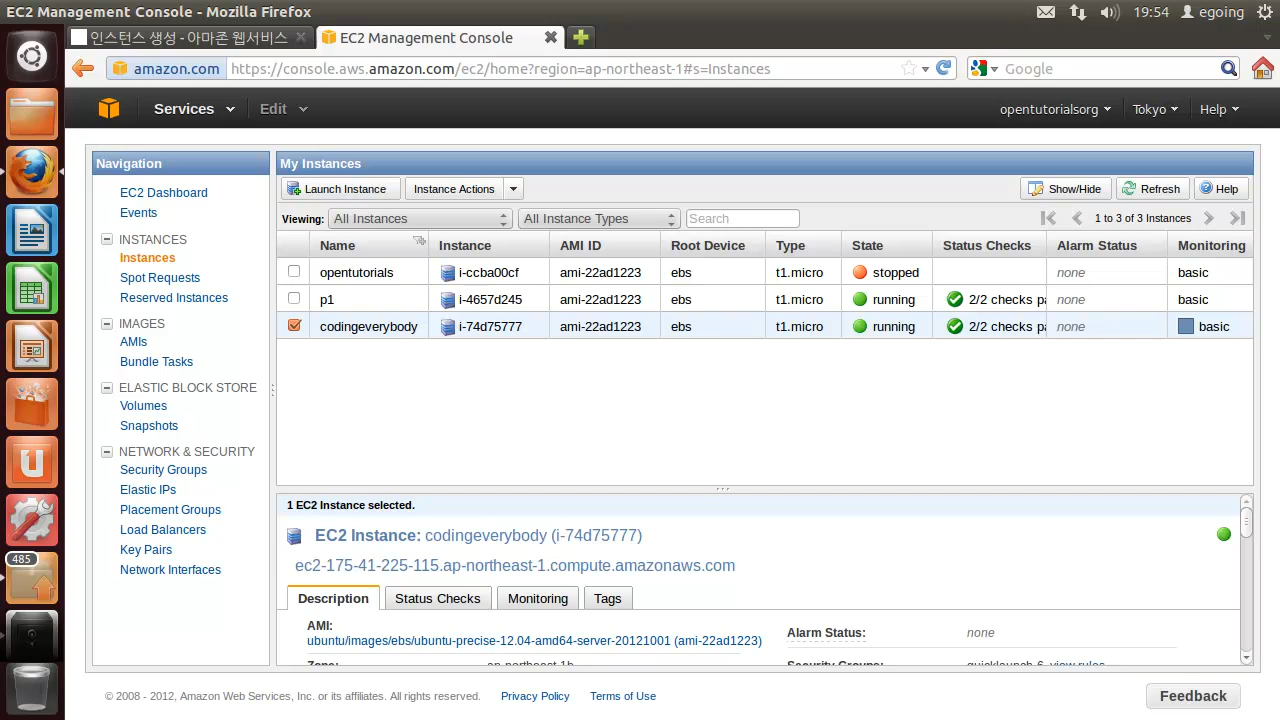 EC2 Management Console - Mozilla Firefox
19:54
egoing
인스턴스 생성 - 아마존 웹서비스
EC2 Management Console
amazon.com
https://console.aws.amazon.com/ec2/home?region=ap-northeast-1#s=Instances
Google
Services
Edit
opentutorialsorg
Tokyo
Help
Navigation
EC2 Dashboard
Events
INSTANCES
Instances
Spot Requests
Reserved Instances
IMAGES
AMIs
Bundle Tasks
ELASTIC BLOCK STORE
Volumes
Snapshots
NETWORK & SECURITY
Security Groups
Elastic IPs
Placement Groups
Load Balancers
Key Pairs
Network Interfaces
485
My Instances
Launch Instance
Instance Actions
Show/Hide
Refresh
Help
Viewing: All Instances All Instance Types Search
1 to 3 of 3 Instances
Name Instance AMI ID Root Device Type State Status Checks Alarm Status Monitoring
opentutorials i-ccba00cf ami-22ad1223 ebs t1.micro stopped none basic
p1 i-4657d245 ami-22ad1223 ebs t1.micro running 2/2 checks pa none basic
codingeverybody i-74d75777 ami-22ad1223 ebs t1.micro running 2/2 checks pa none basic
1 EC2 Instance selected.
EC2 Instance: codingeverybody (i-74d75777)
ec2-175-41-225-115.ap-northeast-1.compute.amazonaws.com
Description Status Checks Monitoring Tags
AMI:
ubuntu/images/ebs/ubuntu-precise-12.04-amd64-server-20121001 (ami-22ad1223)
Alarm Status: none
Zone: ap-northeast-1b
Security Groups: quicklaunch-6. view rules
© 2008 - 2012, Amazon Web Services, Inc. or its affiliates. All rights reserved.
Privacy Policy
Terms of Use
Feedback